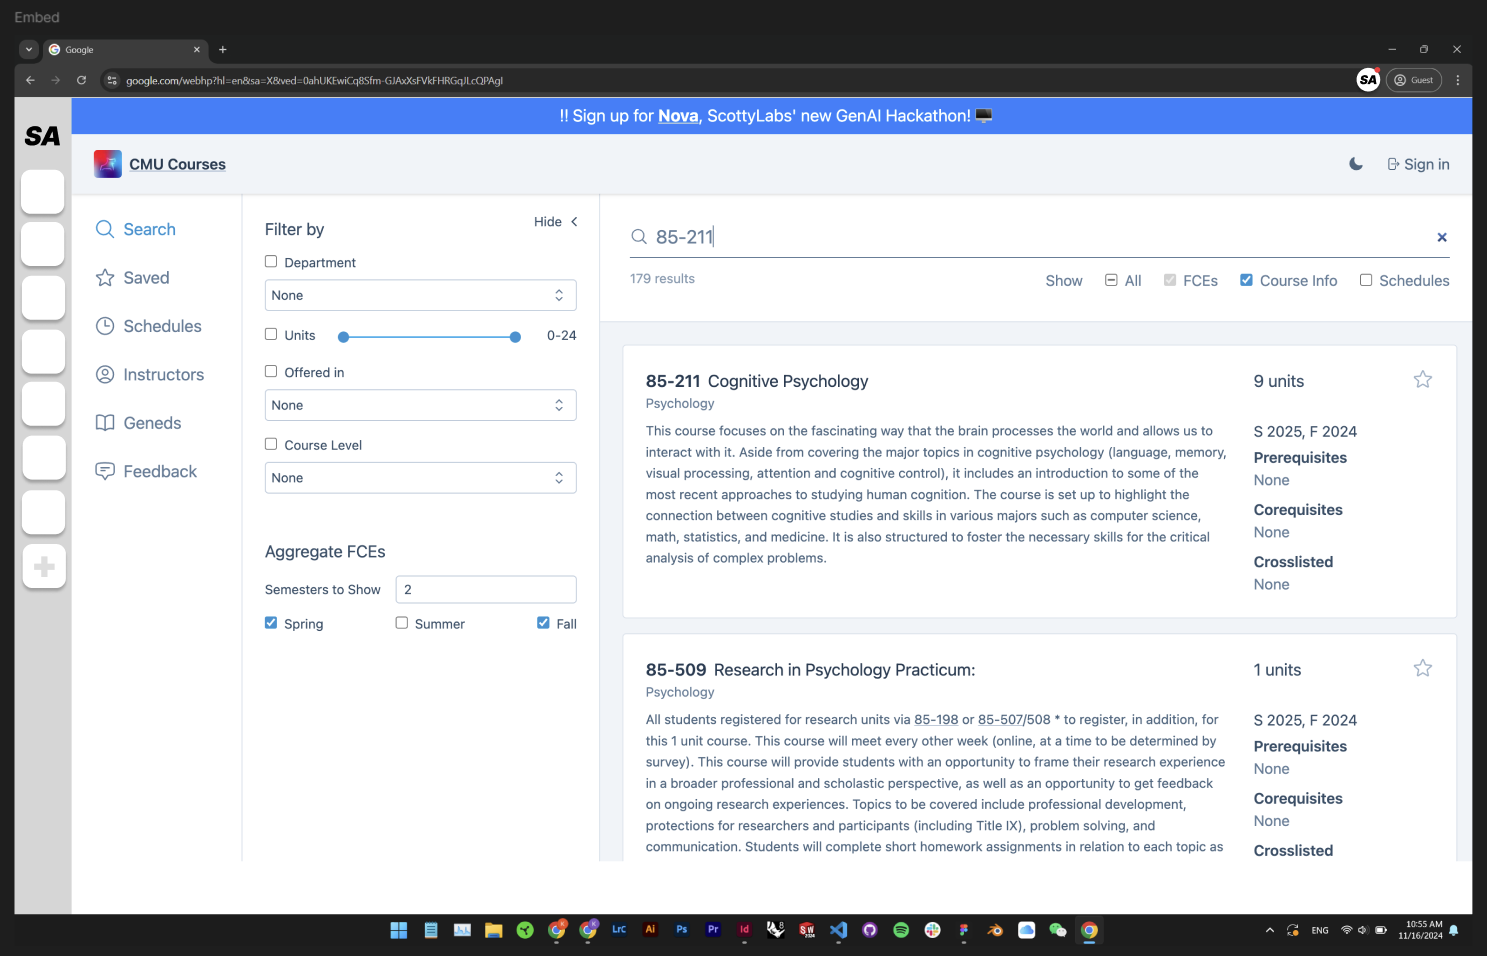 Embed
Google
google.com/webhp?hl=en&sa=X&ved=0ahUKEwiCq8Sfm-GJAxXsFVkFHRGqJLcQPAgI
SA
Guest
!! Sign up for Nova, ScottyLabs' new GenAI Hackathon!
SA
CMU Courses
Sign in
Search
Saved
Schedules
Instructors
Geneds
Feedback
Filter by
Hide
Department
None
Units
0-24
Offered in
None
Course Level
None
Aggregate FCEs
Semesters to Show
2
Spring
Summer
Fall
85-211
179 results
Show
All
FCEs
Course Info
Schedules
85-211 Cognitive Psychology
Psychology
This course focuses on the fascinating way that the brain processes the world and allows us to
interact with it. Aside from covering the major topics in cognitive psychology (language, memory,
visual processing, attention and cognitive control), it includes an introduction to some of the
most recent approaches to studying human cognition. The course is set up to highlight the
connection between cognitive studies and skills in various majors such as computer science,
math, statistics, and medicine. It is also structured to foster the necessary skills for the critical
analysis of complex problems.
9 units
S 2025, F 2024
Prerequisites
None
Corequisites
None
Crosslisted
None
85-509 Research in Psychology Practicum:
Psychology
All students registered for research units via 85-198 or 85-507/508 * to register, in addition, for
this 1 unit course. This course will meet every other week (online, at a time to be determined by
survey). This course will provide students with an opportunity to frame their research experience
in a broader professional and scholastic perspective, as well as an opportunity to get feedback
on ongoing research experiences. Topics to be covered include professional development,
protections for researchers and participants (including Title IX), problem solving, and
communication. Students will complete short homework assignments in relation to each topic as
1 units
S 2025, F 2024
Prerequisites
None
Corequisites
None
Crosslisted
LrC
Ai
Ps
Pr
Id
8
SW
2024
ENG
10:55 AM
11/16/2024